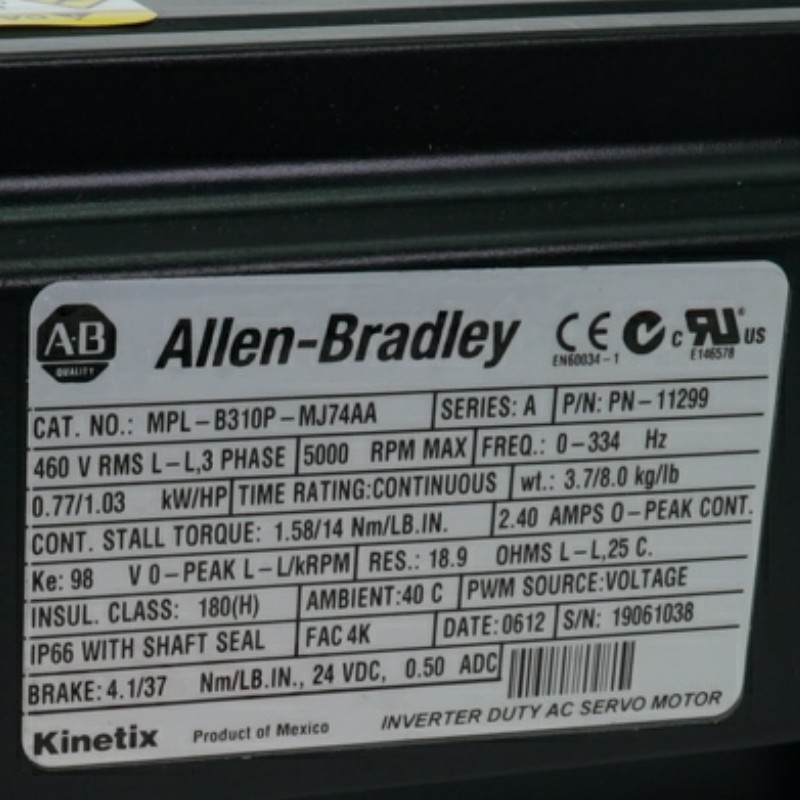 A-B
QUALITY
Allen-Bradley
CE
EN60034-1
c UR US
E146578
CAT. NO.: MPL-B310P-MJ74AA SERIES: A P/N: PN-11299
460 V RMS L-L,3 PHASE 5000 RPM MAX FREQ.: 0-334 Hz
0.77/1.03 kW/HP TIME RATING:CONTINUOUS wt.: 3.7/8.0 kg/lb
CONT. STALL TORQUE: 1.58/14 Nm/LB.IN. 2.40 AMPS 0-PEAK CONT.
Ke: 98 V 0-PEAK L-L/kRPM RES.: 18.9 OHMS L-L,25 C.
INSUL. CLASS: 180(H) AMBIENT:40 C PWM SOURCE:VOLTAGE
IP66 WITH SHAFT SEAL FAC 4K DATE:0612 S/N: 19061038
BRAKE: 4.1/37 Nm/LB.IN., 24 VDC, 0.50 ADC
Kinetix Product of Mexico INVERTER DUTY AC SERVO MOTOR